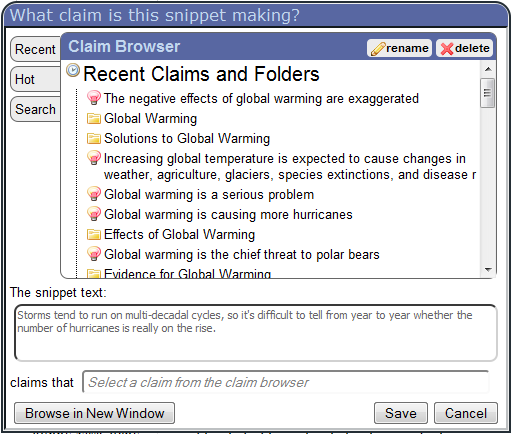 What claim is this snippet making?
Recent
Hot
Search
Claim Browser
rename
delete
Recent Claims and Folders
The negative effects of global warming are exaggerated
Global Warming
Solutions to Global Warming
Increasing global temperature is expected to cause changes in
weather, agriculture, glaciers, species extinctions, and disease r
Global warming is a serious problem
Global warming is causing more hurricanes
Effects of Global Warming
Global warming is the chief threat to polar bears
Evidence for Global Warming
The snippet text:
Storms tend to run on multi-decadal cycles, so it's difficult to tell from year to year whether the
number of hurricanes is really on the rise.
claims that
Select a claim from the claim browser
Browse in New Window
Save
Cancel